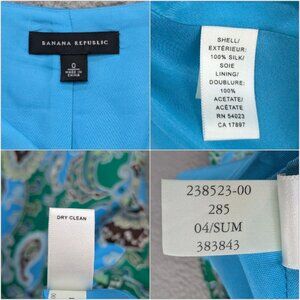 BANANA REPUBLIC
0
MADE IN
CHINA
SHELL/
EXTÉRIEUR:
100% SILK/
SOIE
LINING/
DOUBLURE:
100%
ACETATE/
ACÉTATE
RN 54023
CA 17897
DRY CLEAN
238523-00
285
04/SUM
383843